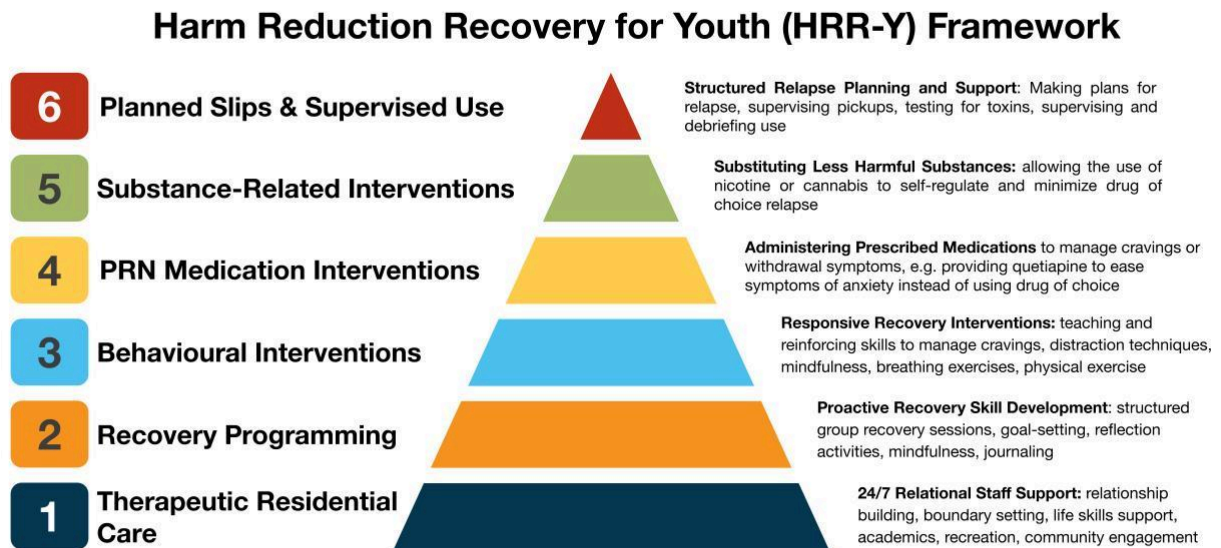 Harm Reduction Recovery for Youth (HRR-Y) Framework
6
Planned Slips & Supervised Use
Structured Relapse Planning and Support: Making plans for
relapse, supervising pickups, testing for toxins, supervising and
debriefing use
5
Substance-Related Interventions
Substituting Less Harmful Substances: allowing the use of
nicotine or cannabis to self-regulate and minimize drug of
choice relapse
4
PRN Medication Interventions
Administering Prescribed Medications to manage cravings or
withdrawal symptoms, e.g. providing quetiapine to ease
symptoms of anxiety instead of using drug of choice
3
Behavioural Interventions
Responsive Recovery Interventions: teaching and
reinforcing skills to manage cravings, distraction techniques,
mindfulness, breathing exercises, physical exercise
2
Recovery Programming
Proactive Recovery Skill Development: structured
group recovery sessions, goal-setting, reflection
activities, mindfulness, journaling
1
Therapeutic Residential
Care
24/7 Relational Staff Support: relationship
building, boundary setting, life skills support,
academics, recreation, community engagement